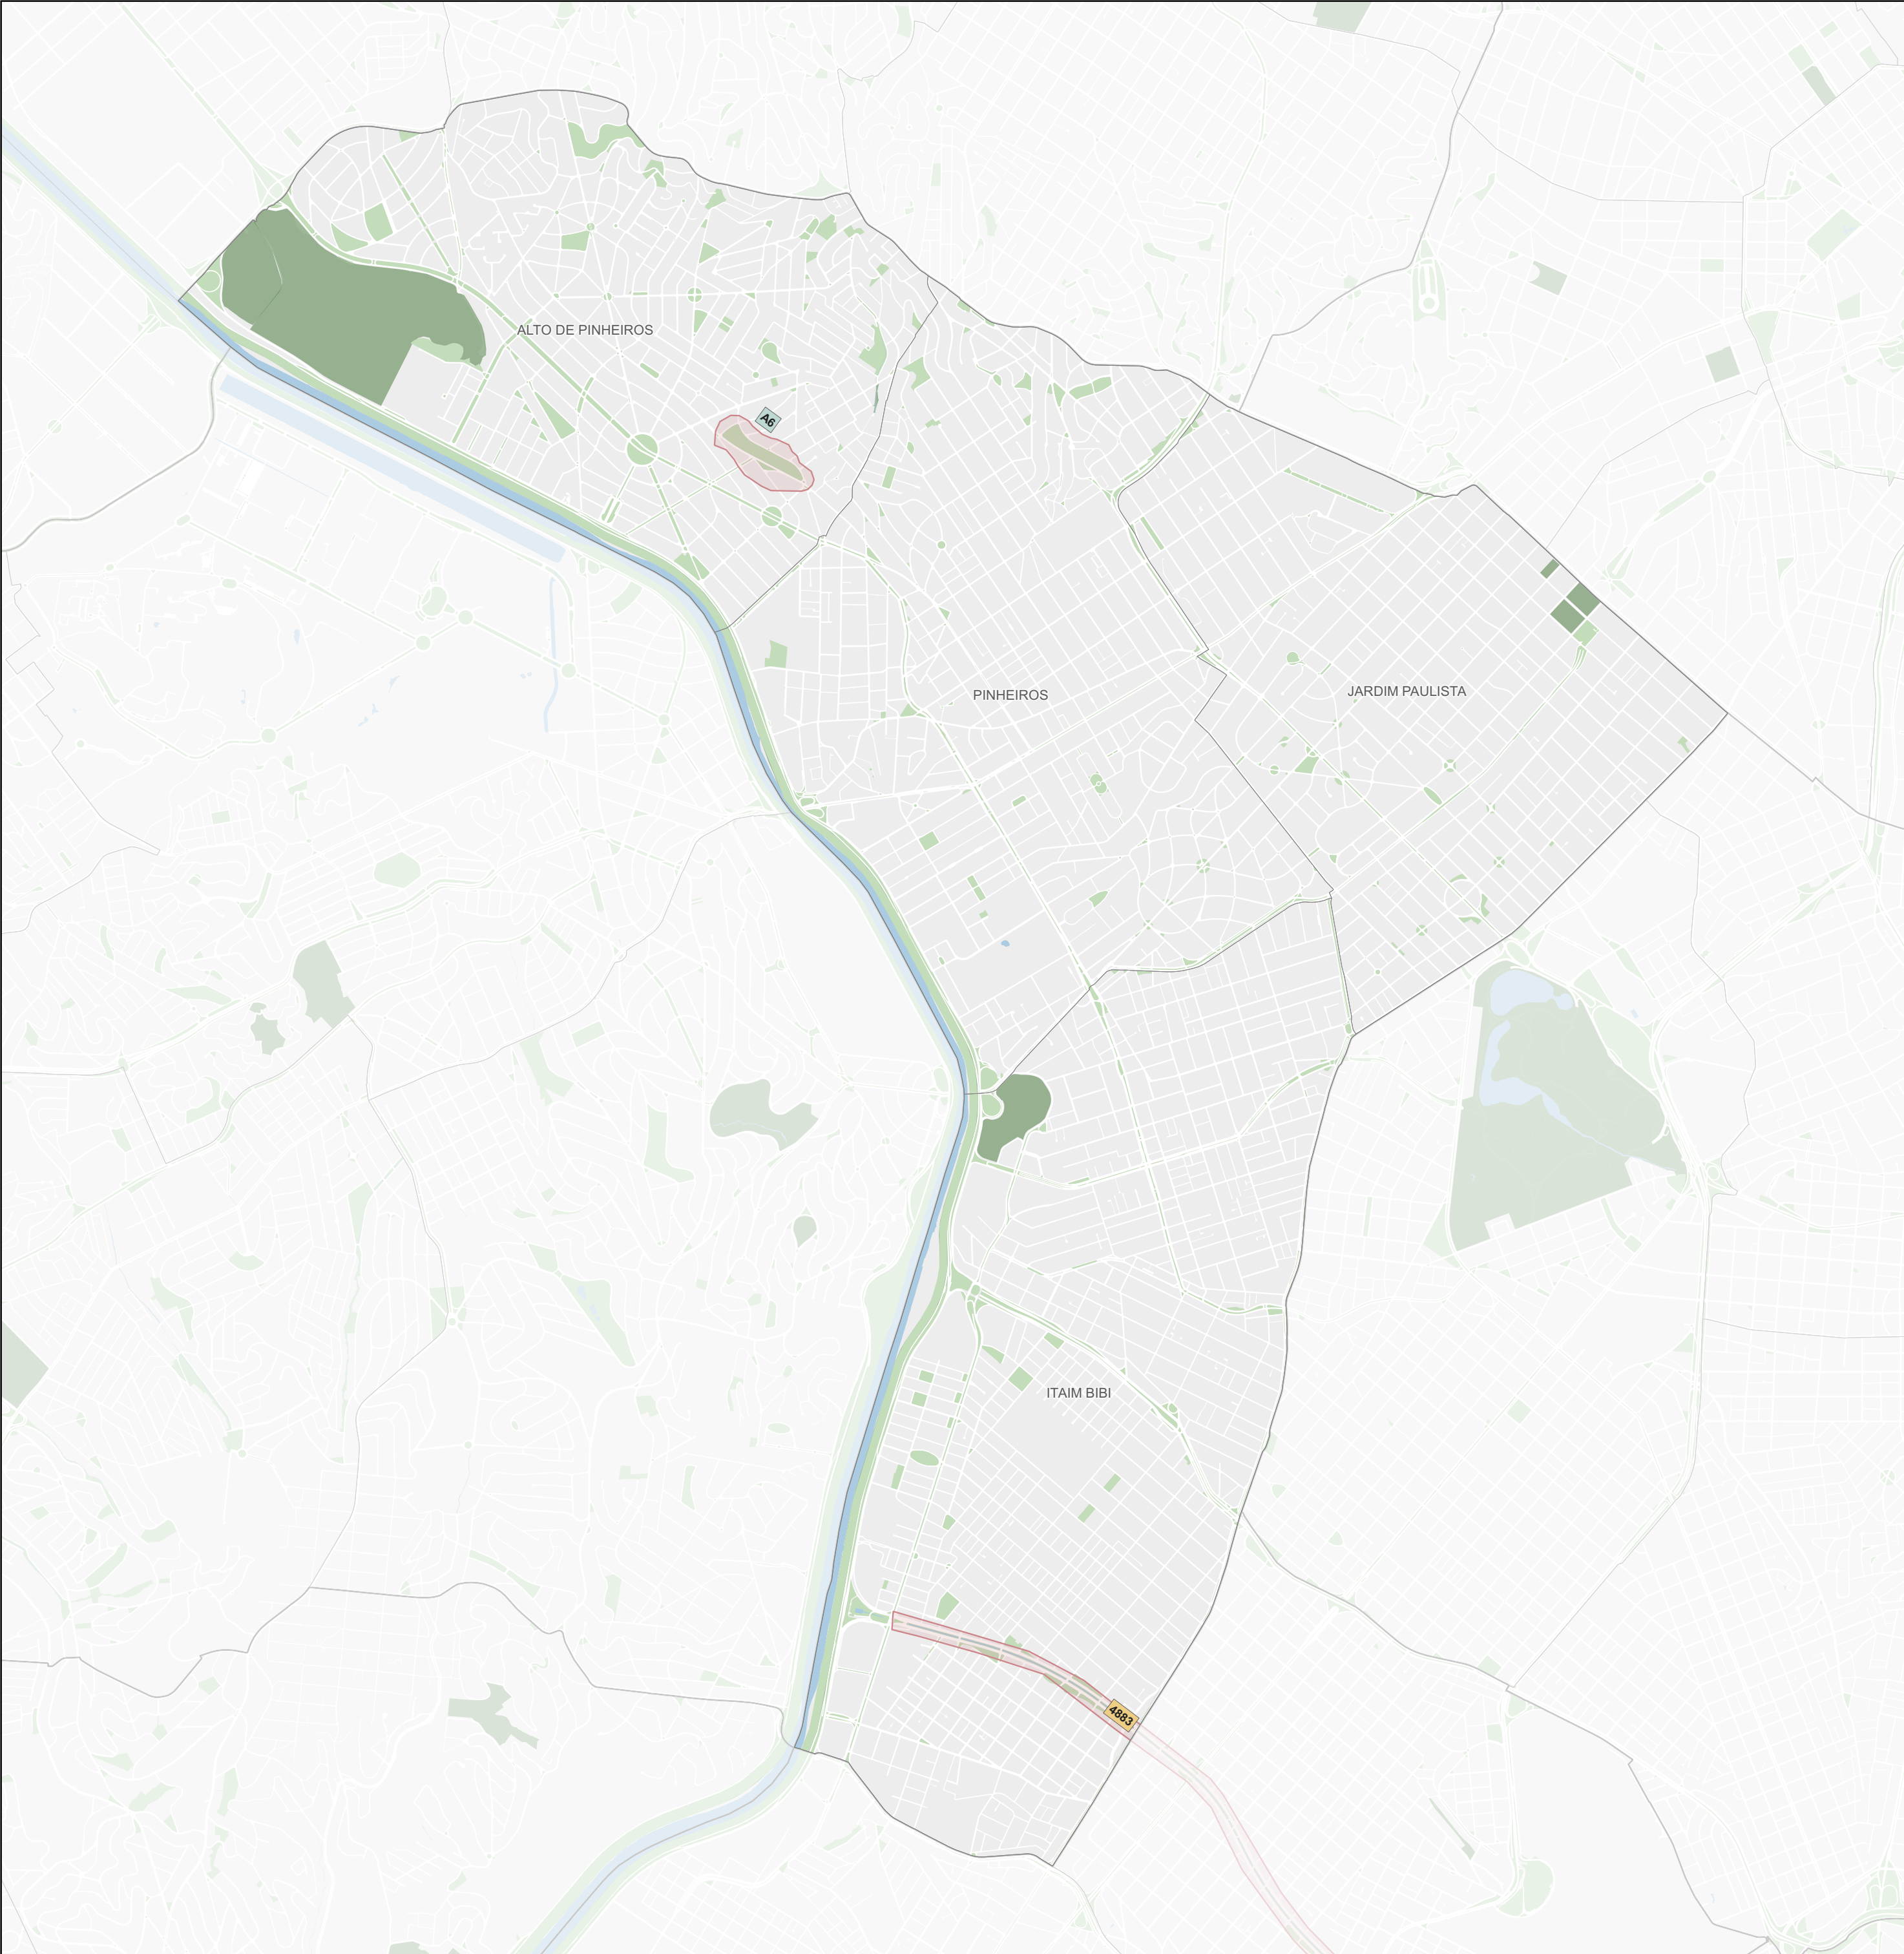 ALTO DE PINHEIROS
A6
PINHEIROS
JARDIM PAULISTA
ITAIM BIBI
4883